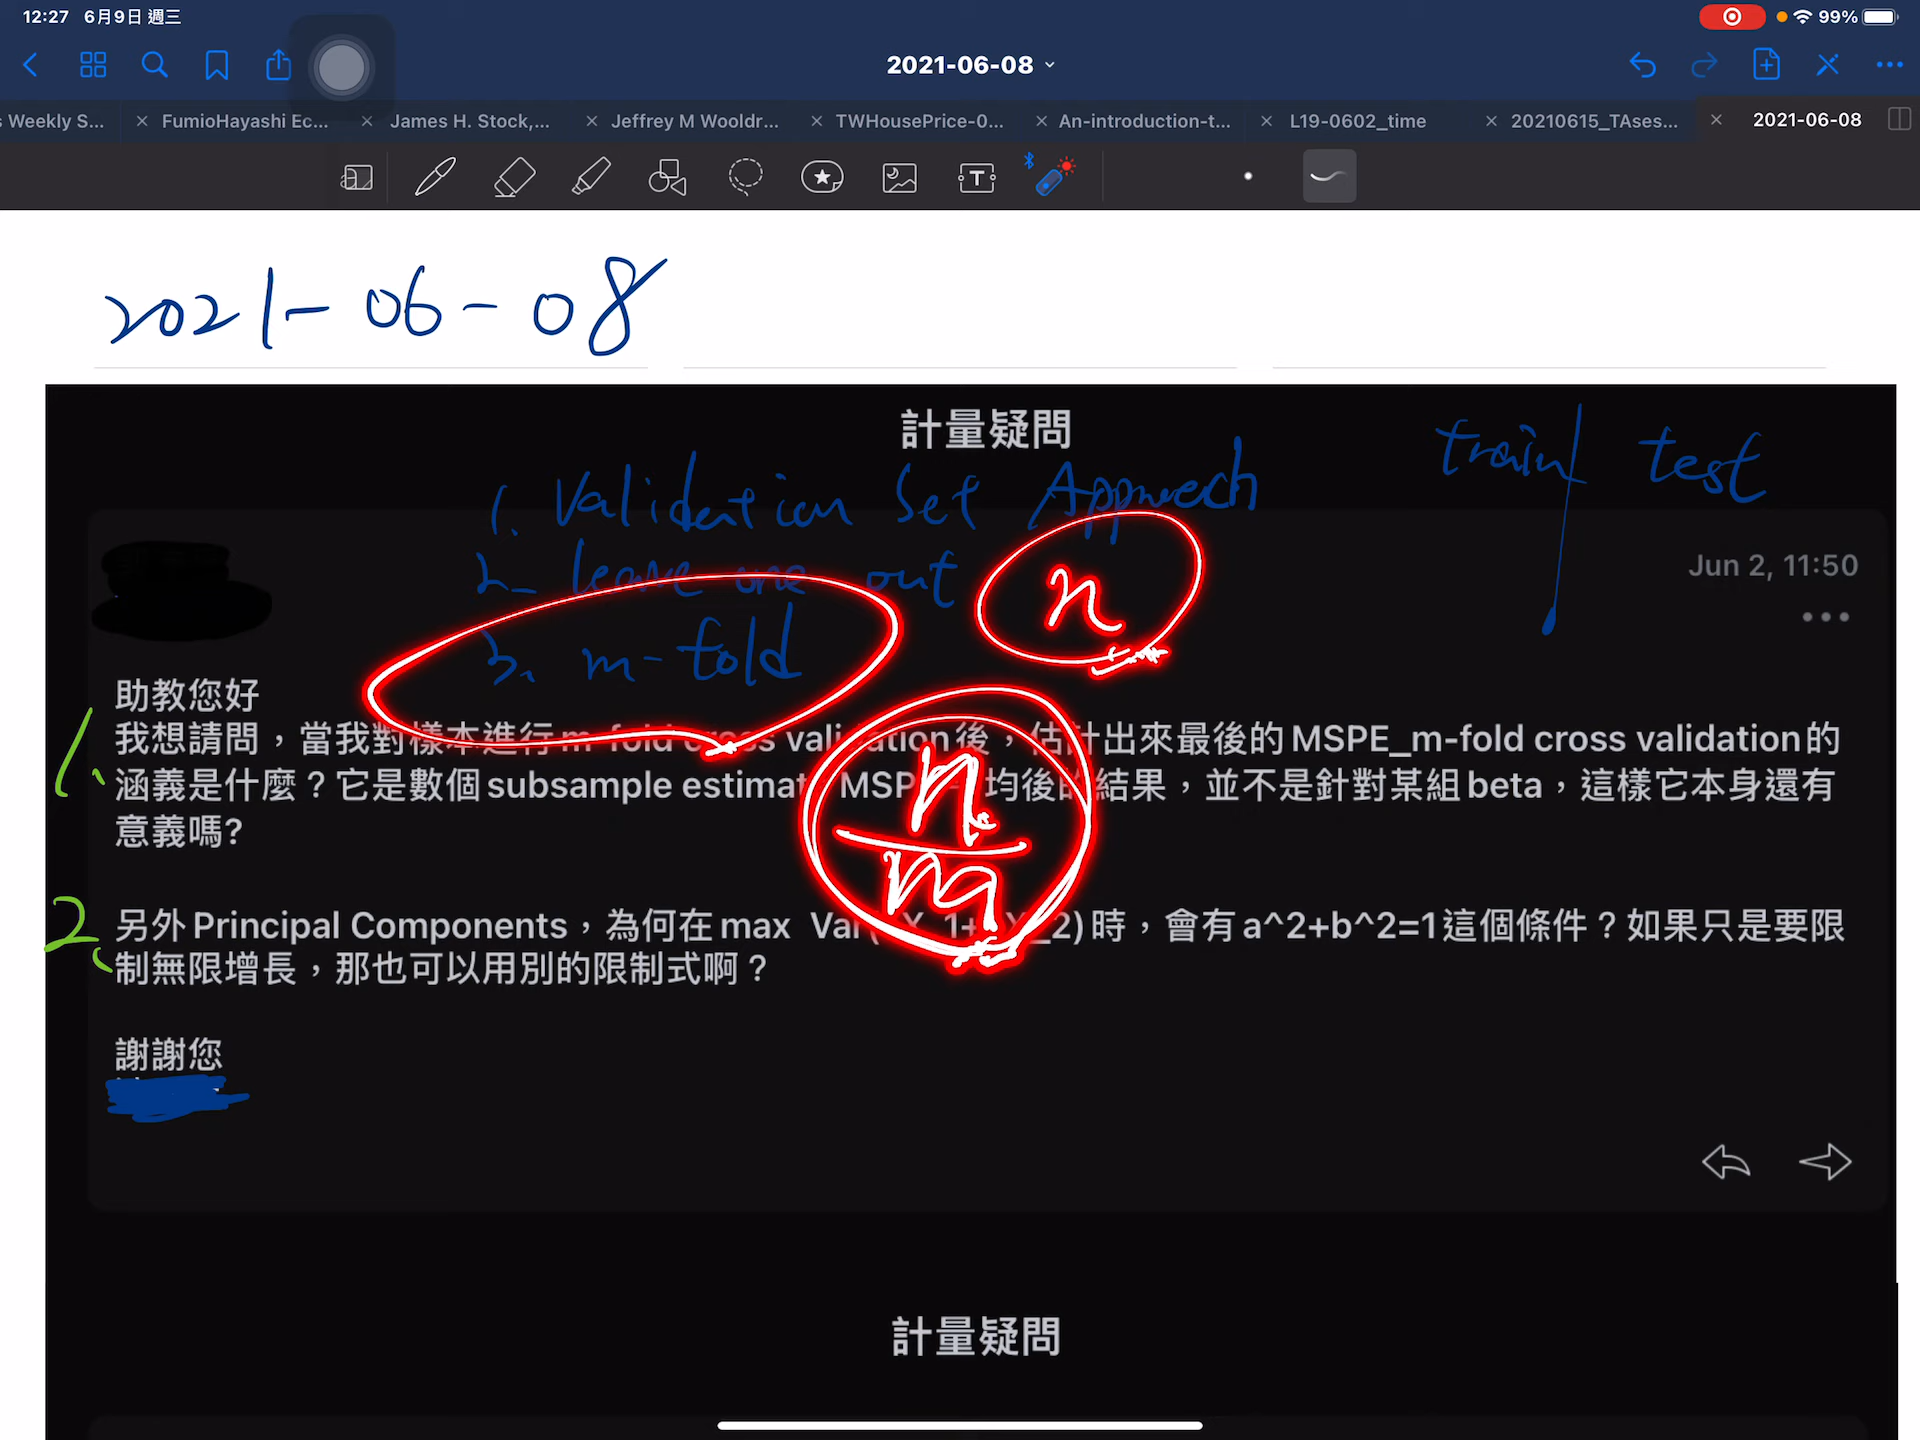 12:27 6月9日 週三
99%
2021-06-08
s Weekly S...
FumioHayashi Ec...
James H. Stock,...
Jeffrey M Wooldr...
TWHousePrice-0...
An-introduction-t...
L19-0602_time
20210615_TAses...
2021-06-08
2021-06-08
計量疑問
train test
1. Validation Set Approach
2. leave one out
n
Jun 2, 11:50
3. m-fold
助教您好
1. 我想請問，當我對樣本進行m-fold cross validation後，估計出來最後的MSPE_m-fold cross validation的
涵義是什麼？它是數個subsample estimat MSP 均後的結果，並不是針對某組beta，這樣它本身還有
意義嗎?
n/m
2. 另外Principal Components，為何在max Var( X_1+ X_2)時，會有a^2+b^2=1這個條件？如果只是要限
制無限增長，那也可以用別的限制式啊？
謝謝您
計量疑問